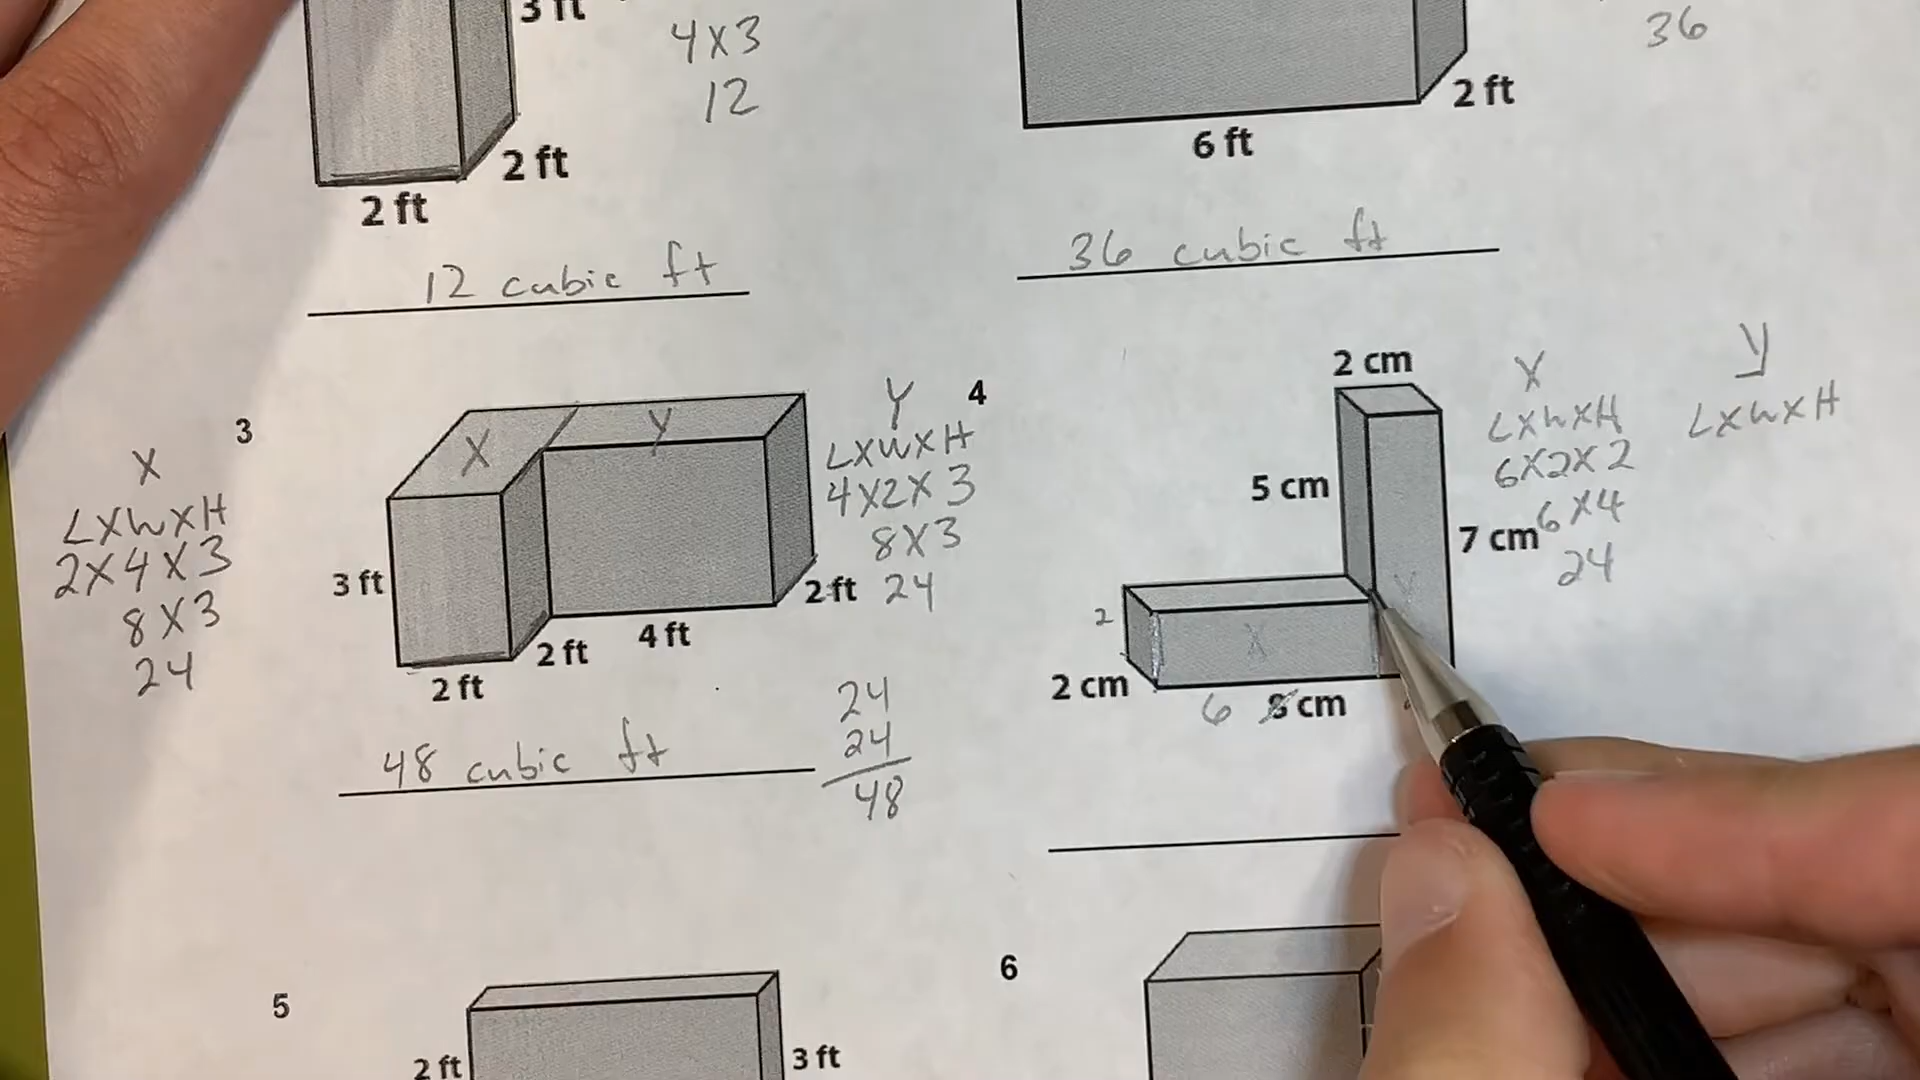 3 ft
4X3
12
2 ft
2 ft
12 cubic ft
36
2 ft
6 ft
36 cubic ft
3
X
LXWXH
2X4X3
8X3
24
X
Y
3 ft
2 ft
2 ft
4 ft
2 ft
Y
LXWXH
4X2X3
8X3
24
24
24
48
48 cubic ft
4
2 cm
5 cm
7 cm
2
2 cm
X
Y
6 8 cm
X
LXWXH
6X2X2
6X4
24
Y
LXWXH
5
2 ft
3 ft
6